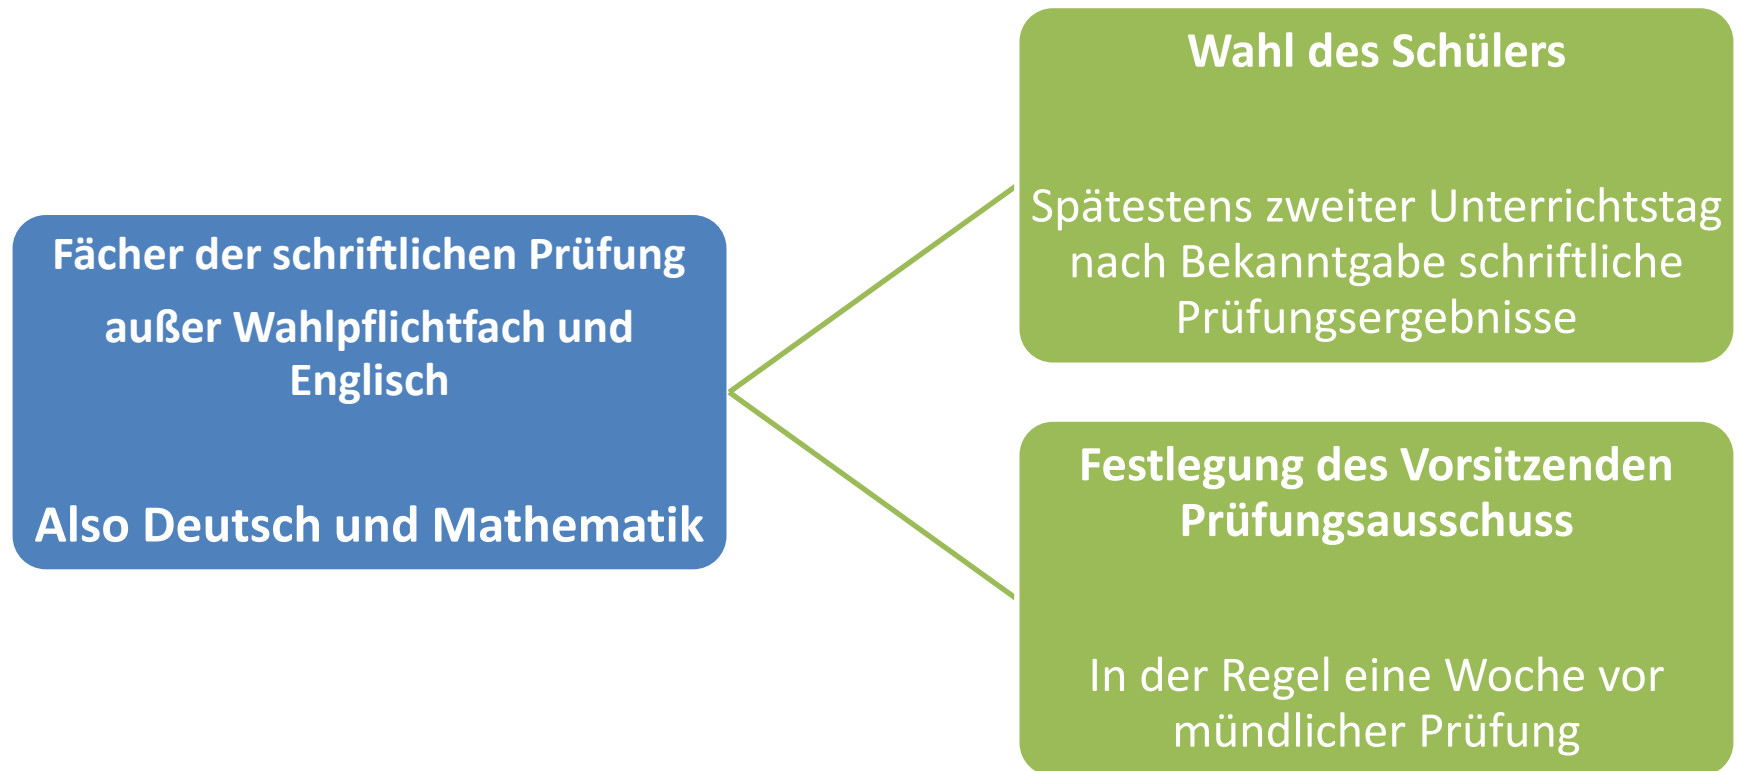 Fächer der schriftlichen Prüfung
außer Wahlpflichtfach und
Englisch
Also Deutsch und Mathematik
Wahl des Schülers
Spätestens zweiter Unterrichtstag
nach Bekanntgabe schriftliche
Prüfungsergebnisse
Festlegung des Vorsitzenden
Prüfungsausschuss
In der Regel eine Woche vor
mündlicher Prüfung